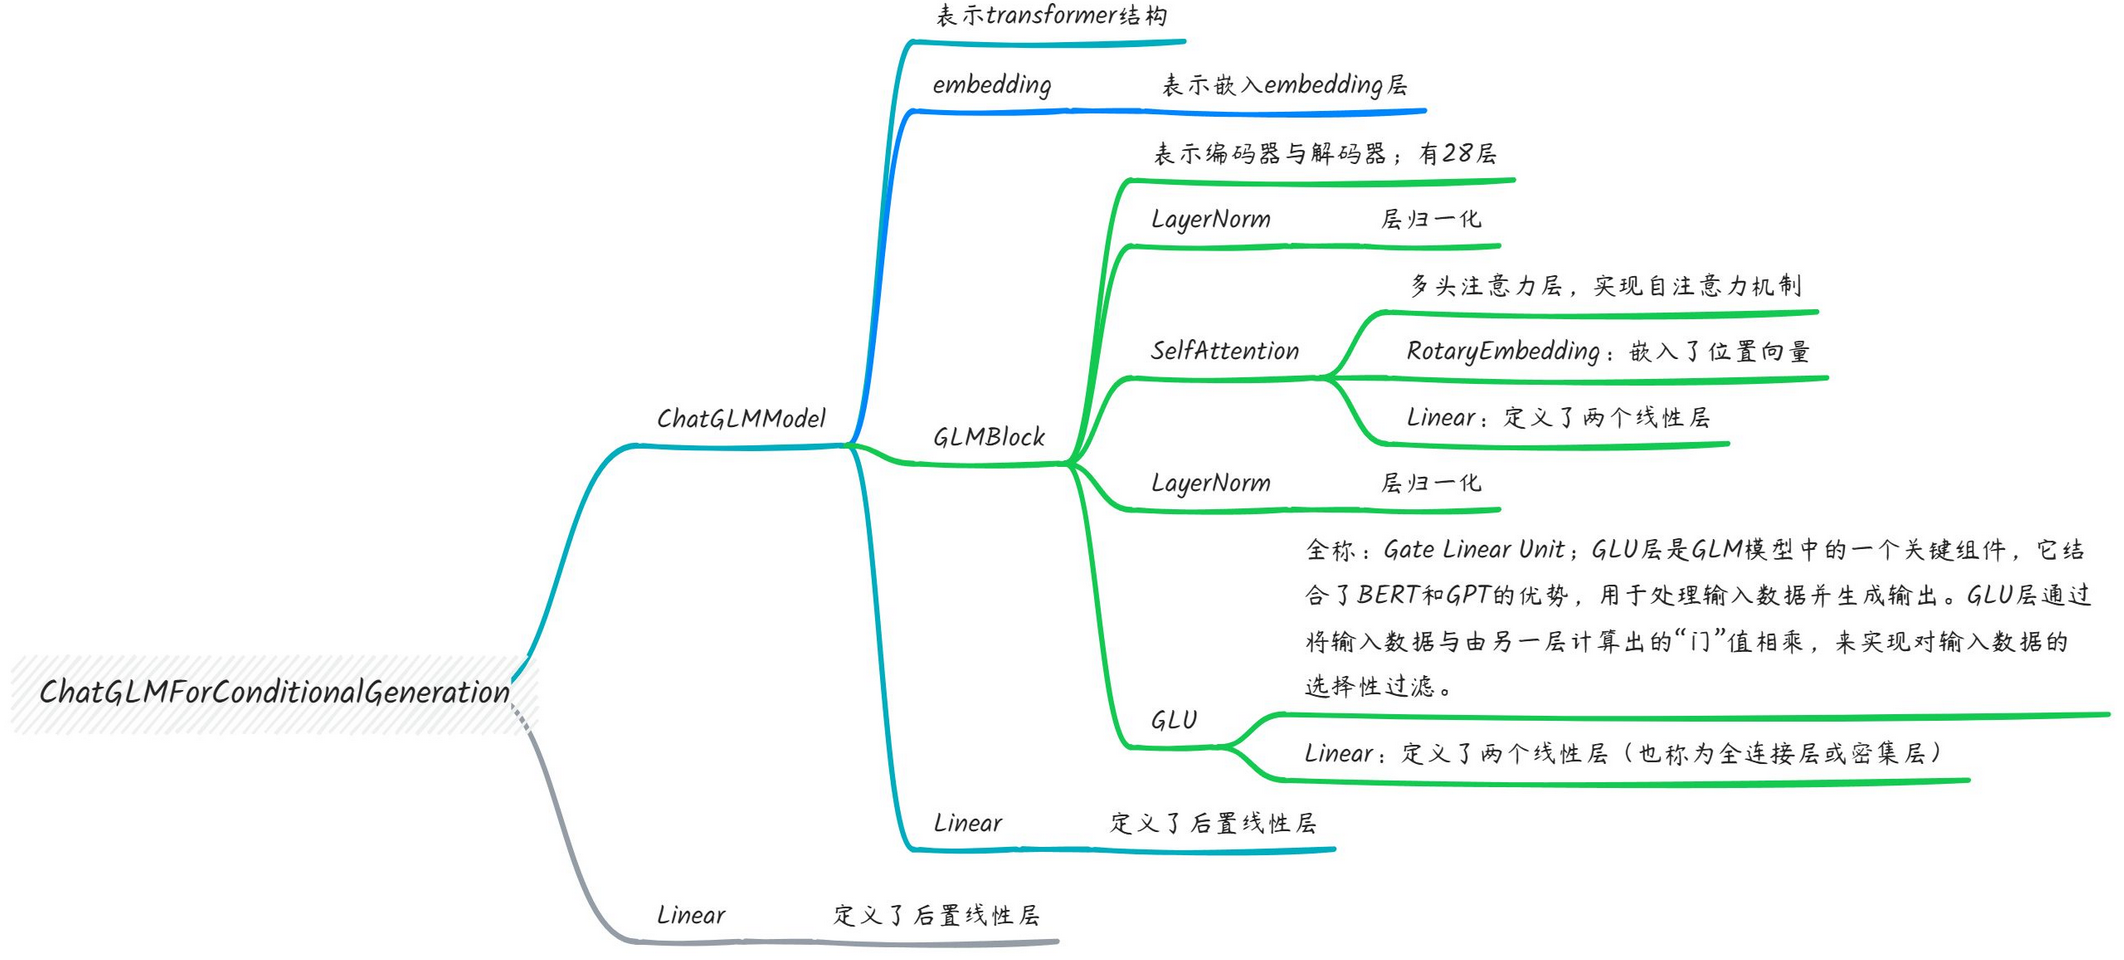 表示transformer结构
embedding
表示嵌入embedding层
表示编码器与解码器；有28层
LayerNorm
层归一化
多头注意力层，实现自注意力机制
SelfAttention
RotaryEmbedding：嵌入了位置向量
Linear：定义了两个线性层
ChatGLMModel
GLMBlock
LayerNorm
层归一化
全称：Gate Linear Unit；GLU层是GLM模型中的一个关键组件，它结
合了BERT和GPT的优势，用于处理输入数据并生成输出。GLU层通过
将输入数据与由另一层计算出的“门”值相乘，来实现对输入数据的
选择性过滤。
GLU
Linear：定义了两个线性层（也称为全连接层或密集层）
ChatGLMForConditionalGeneration
Linear
定义了后置线性层
Linear
定义了后置线性层